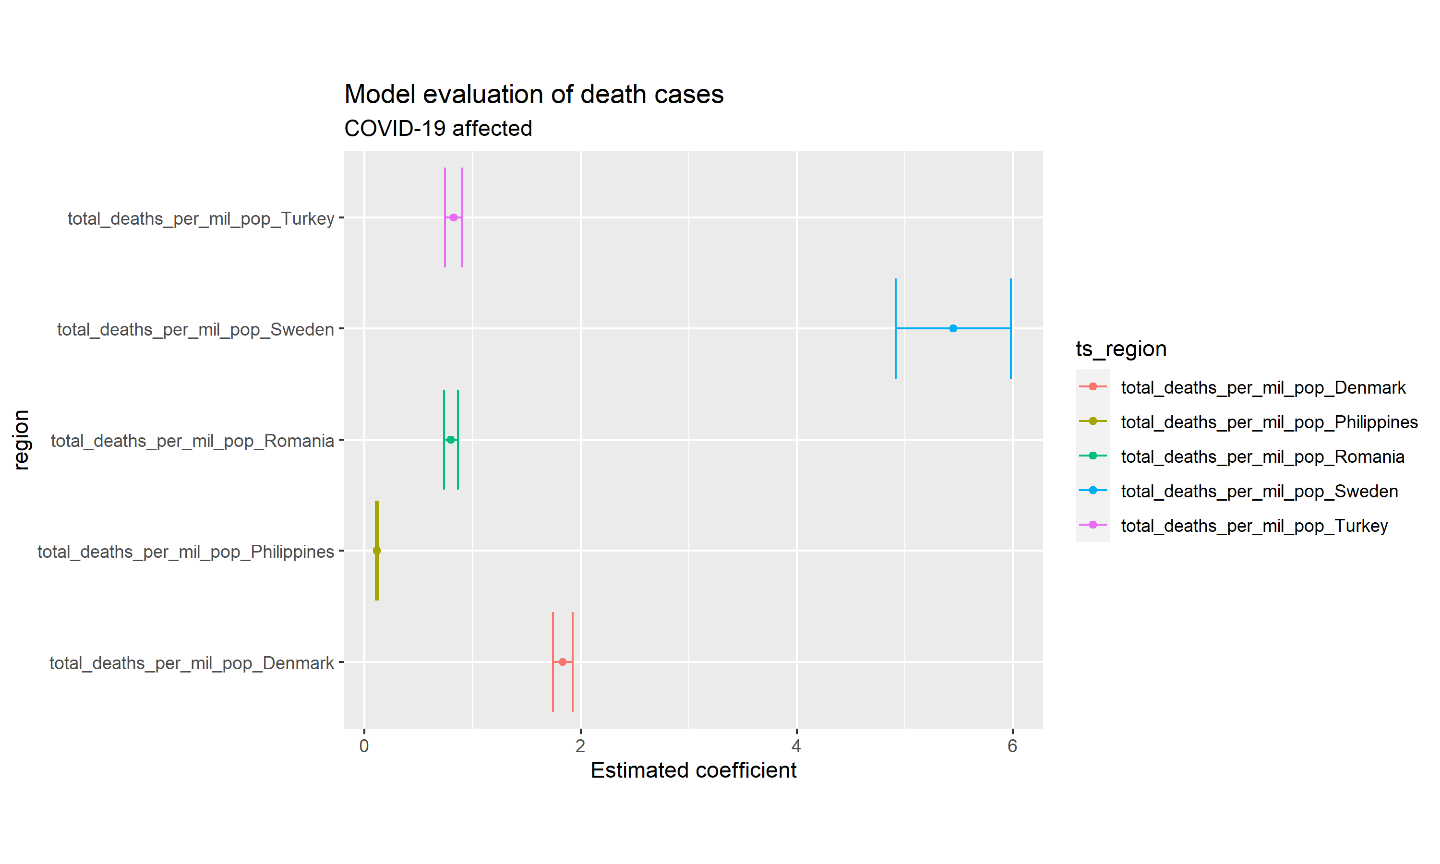 Model evaluation of death cases
COVID-19 affected
total_deaths_per_mil_pop_Turkey
total_deaths_per_mil_pop_Sweden
total_deaths_per_mil_pop_Romania
total_deaths_per_mil_pop_Philippines
total_deaths_per_mil_pop_Denmark
region
0 2 4 6
Estimated coefficient
ts_region
total_deaths_per_mil_pop_Denmark
total_deaths_per_mil_pop_Philippines
total_deaths_per_mil_pop_Romania
total_deaths_per_mil_pop_Sweden
total_deaths_per_mil_pop_Turkey